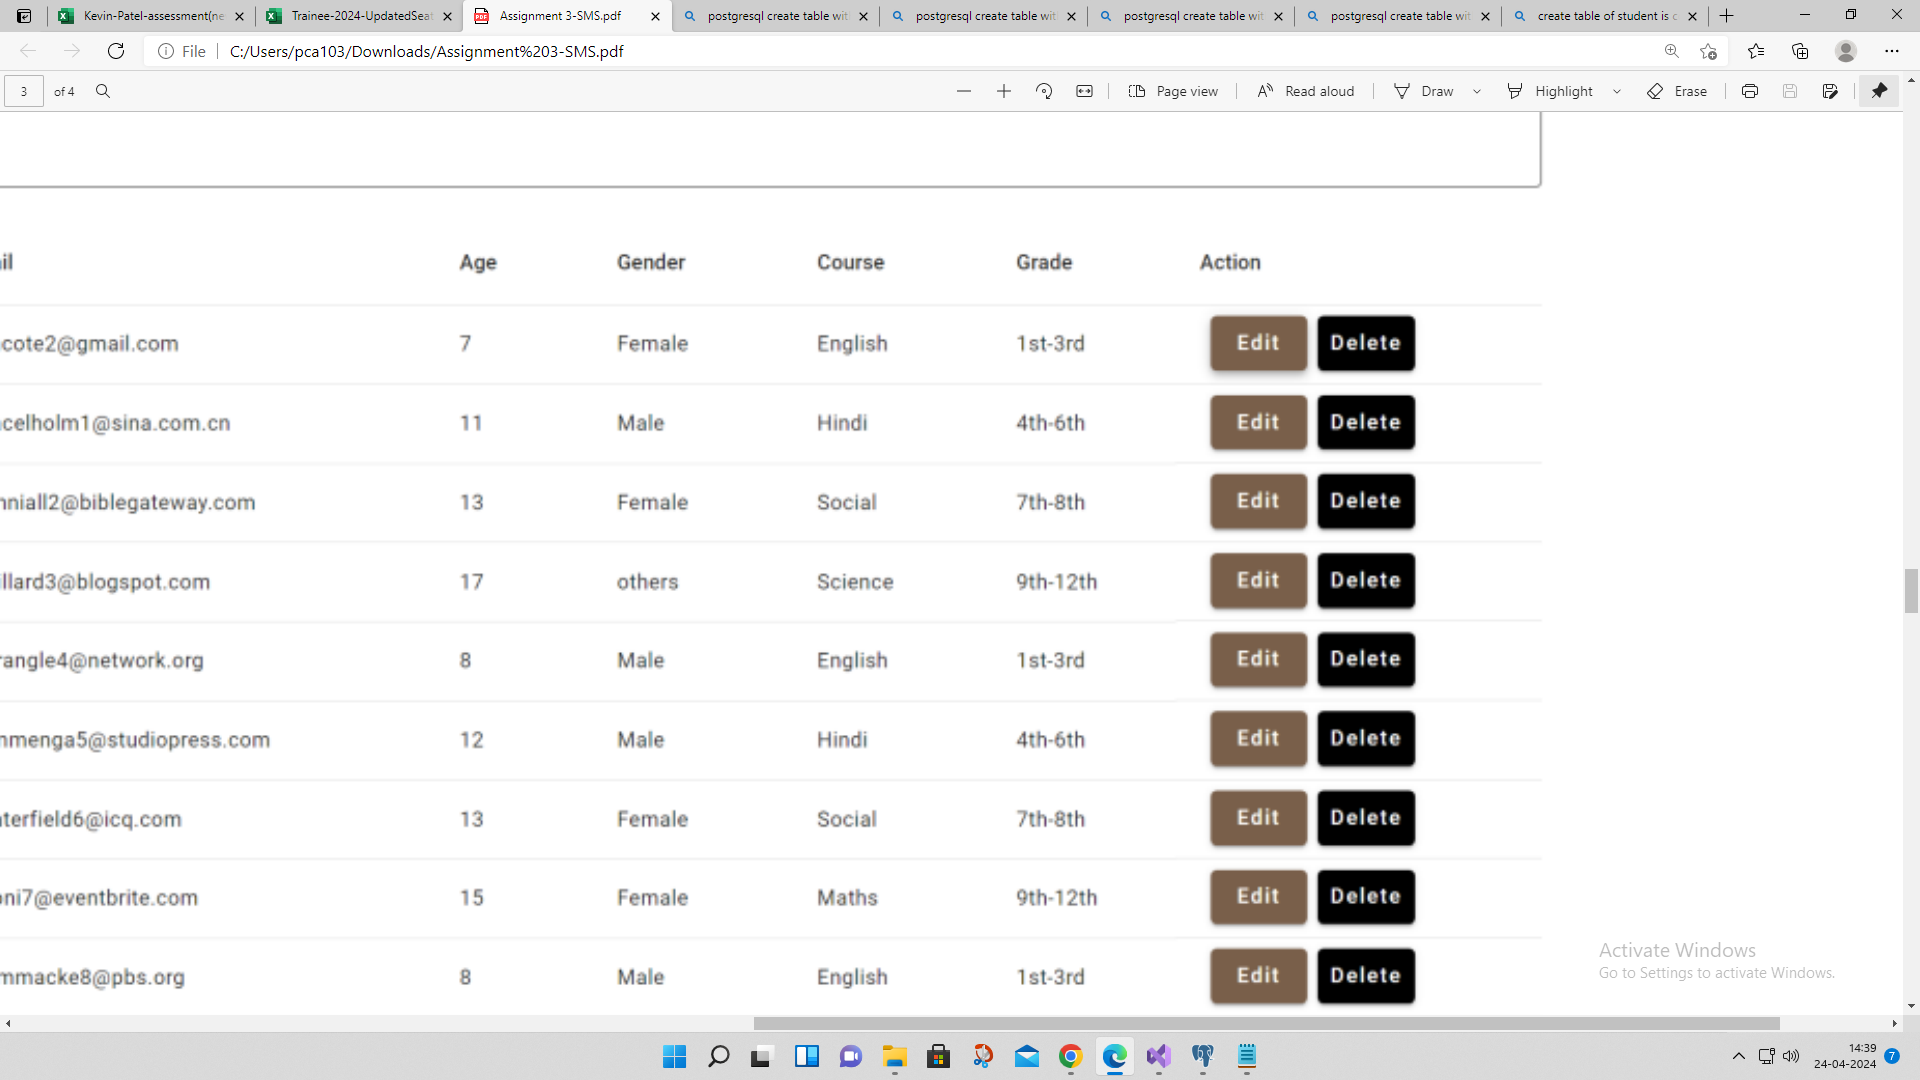 Kevin-Patel-assessment(ne
Trainee-2024-UpdatedSeat
Assignment 3-SMS.pdf
postgresql create table wit
postgresql create table wit
postgresql create table wit
postgresql create table wit
create table of student is c
File
C:/Users/pca103/Downloads/Assignment%203-SMS.pdf
3 of 4
Page view
Read aloud
Draw
Highlight
Erase
il Age Gender Course Grade Action
cote2@gmail.com 7 Female English 1st-3rd Edit Delete
celholm1@sina.com.cn 11 Male Hindi 4th-6th Edit Delete
nniall2@biblegateway.com 13 Female Social 7th-8th Edit Delete
illard3@blogspot.com 17 others Science 9th-12th Edit Delete
rangle4@network.org 8 Male English 1st-3rd Edit Delete
nmenga5@studiopress.com 12 Male Hindi 4th-6th Edit Delete
terfield6@icq.com 13 Female Social 7th-8th Edit Delete
oni7@eventbrite.com 15 Female Maths 9th-12th Edit Delete
mmacke8@pbs.org 8 Male English 1st-3rd Edit Delete
Activate Windows
Go to Settings to activate Windows.
14:39
24-04-2024
7